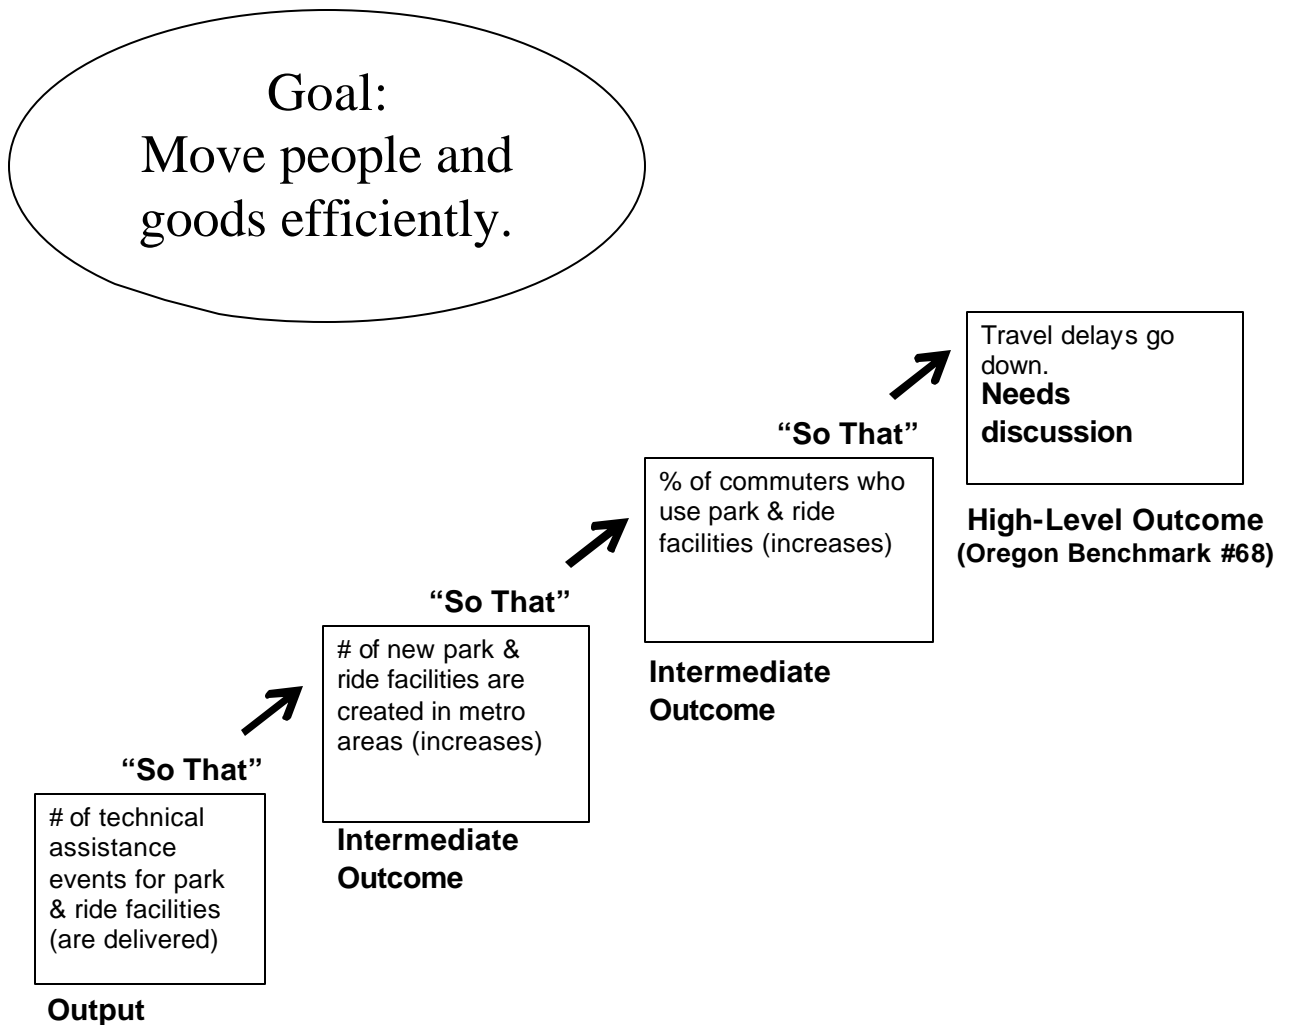 Goal:
Move people and
goods efficiently.
Travel delays go
down.
Needs
discussion
“So That”
High-Level Outcome
(Oregon Benchmark #68)
% of commuters who
use park & ride
facilities (increases)
“So That”
Intermediate
Outcome
# of new park &
ride facilities are
created in metro
areas (increases)
“So That”
Intermediate
Outcome
# of technical
assistance
events for park
& ride facilities
(are delivered)
Output